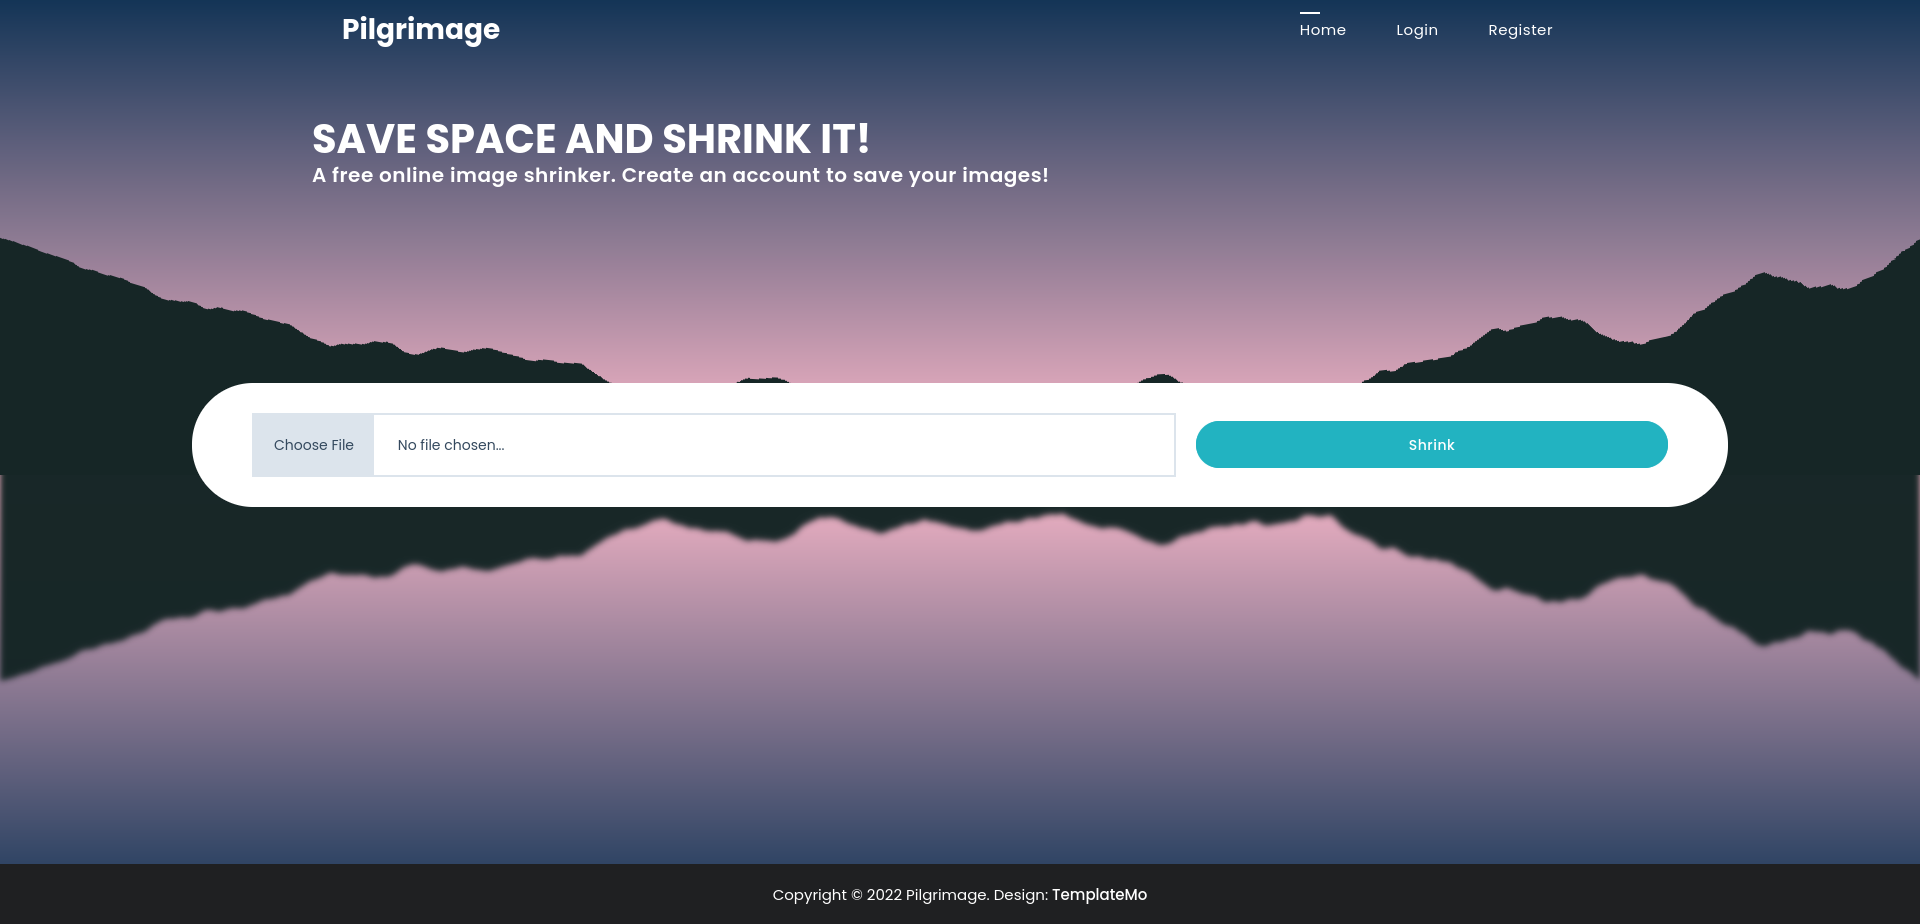 Pilgrimage
Home Login Register
SAVE SPACE AND SHRINK IT!
A free online image shrinker. Create an account to save your images!
Choose File No file chosen... Shrink
Copyright © 2022 Pilgrimage. Design: TemplateMo